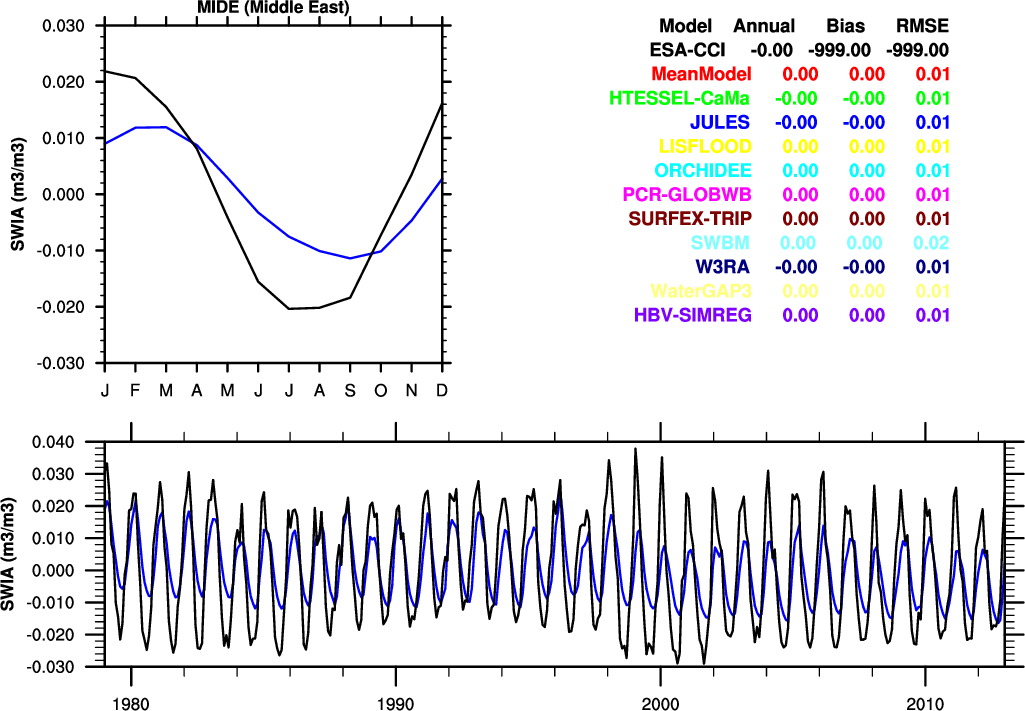 MIDE (Middle East)
0.030
0.020
0.010
0.000
-0.010
-0.020
-0.030
SWIA (m3/m3)
J F M A M J J A S O N D
Model Annual Bias RMSE
ESA-CCI -0.00 -999.00 -999.00
MeanModel 0.00 0.00 0.01
HTESSEL-CaMa -0.00 -0.00 0.01
JULES -0.00 -0.00 0.01
LISFLOOD 0.00 0.00 0.01
ORCHIDEE 0.00 0.00 0.01
PCR-GLOBWB 0.00 0.00 0.01
SURFEX-TRIP 0.00 0.00 0.01
SWBM 0.00 0.00 0.02
W3RA -0.00 -0.00 0.01
WaterGAP3 0.00 0.00 0.01
HBV-SIMREG 0.00 0.00 0.01
0.040
0.030
0.020
0.010
0.000
-0.010
-0.020
-0.030
SWIA (m3/m3)
1980 1990 2000 2010